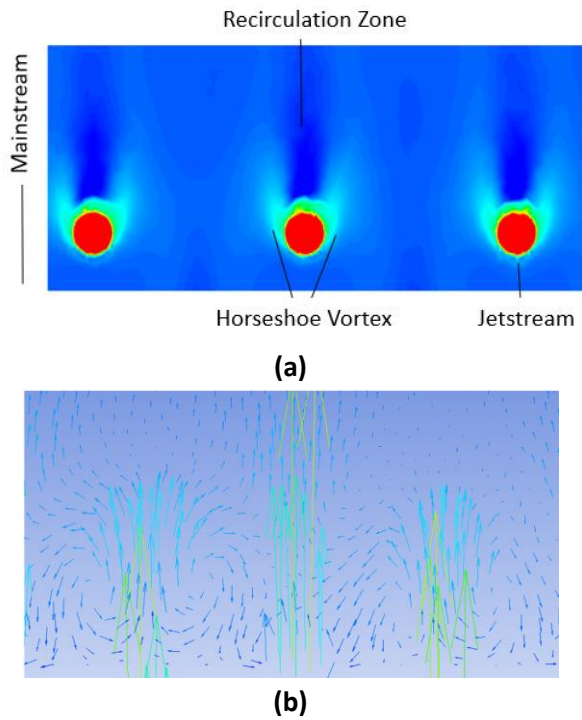 Recirculation Zone
Mainstream
Horseshoe Vortex
Jetstream
(a)
(b)